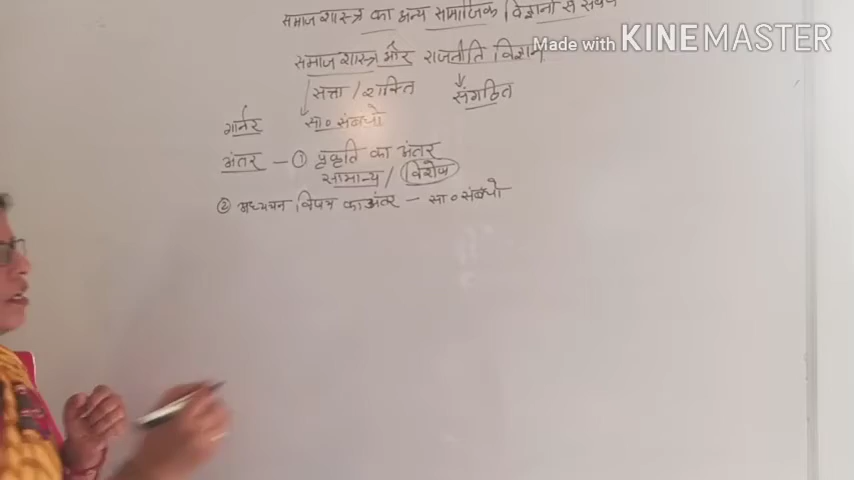 समाजशास्त्र का अन्य सामाजिक विज्ञानों से संबंध
Made with KINEMASTER
समाजशास्त्र और राजनीति विज्ञान
सत्ता / शक्ति संगठित
गार्नर सा० संबंधो
अंतर - ① प्रकृति का अंतर
सामान्य / विशेष
② अध्ययन विषय का अंतर - सा० संबंधो